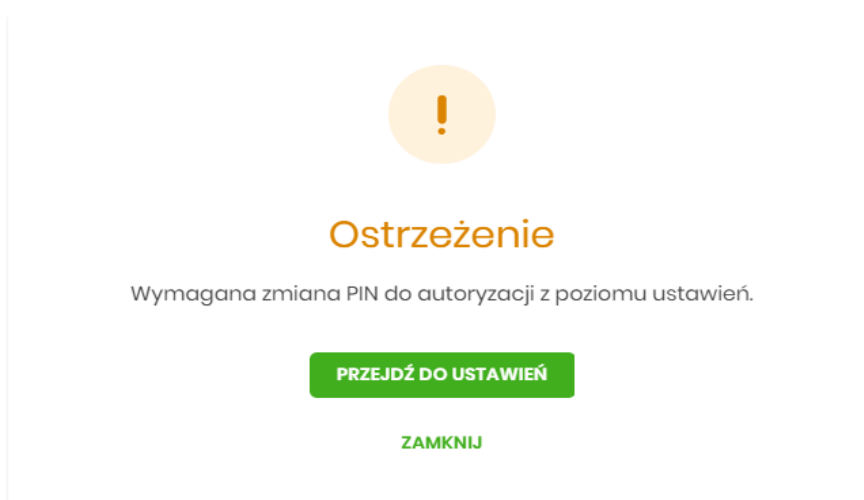 Ostrzeżenie
Wymagana zmiana PIN do autoryzacji z poziomu ustawień.
PRZEJDŹ DO USTAWIEŃ
ZAMKNIJ